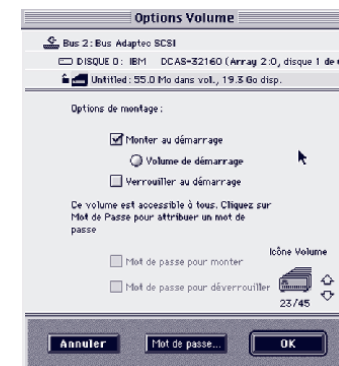 Options Volume
Bus 2: Bus Adaptec SCSI
DISQUE 0: IBM DCAS-32160 (Array 2:0, disque 1 de
Untitled: 55.0 Mo dans vol., 19.3 Go disp.
Options de montage:
Monter au démarrage
Volume de démarrage
Verrouiller au démarrage
Ce volume est accessible à tous. Cliquez sur
Mot de Passe pour attribuer un mot de
passe
Icône Volume
Mot de passe pour monter
Mot de passe pour déverrouiller
23/45
Annuler
Mot de passe...
OK